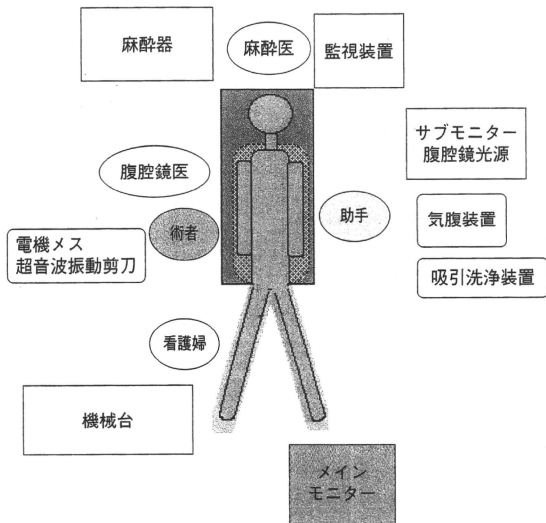 麻酔器
麻酔医
監視装置
サブモニター
腹腔鏡光源
腹腔鏡医
術者
助手
気腹装置
電機メス
超音波振動剪刀
吸引洗浄装置
看護婦
機械台
メイン
モニター